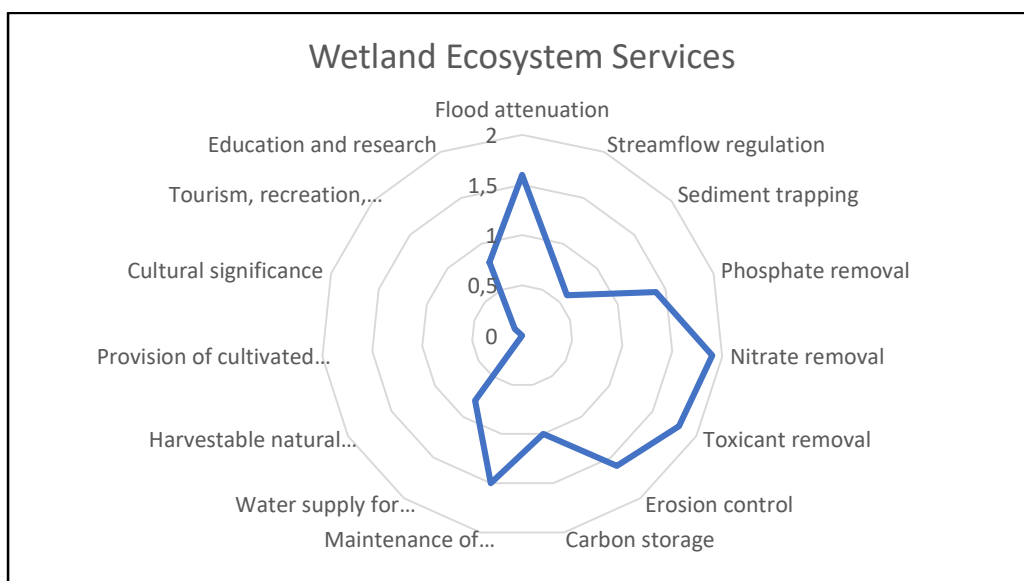 Wetland Ecosystem Services
Flood attenuation
Streamflow regulation
Sediment trapping
Phosphate removal
Nitrate removal
Toxicant removal
Erosion control
Carbon storage
Maintenance of...
Water supply for...
Harvestable natural...
Provision of cultivated...
Cultural significance
Tourism, recreation,...
Education and research
2
1,5
1
0,5
0